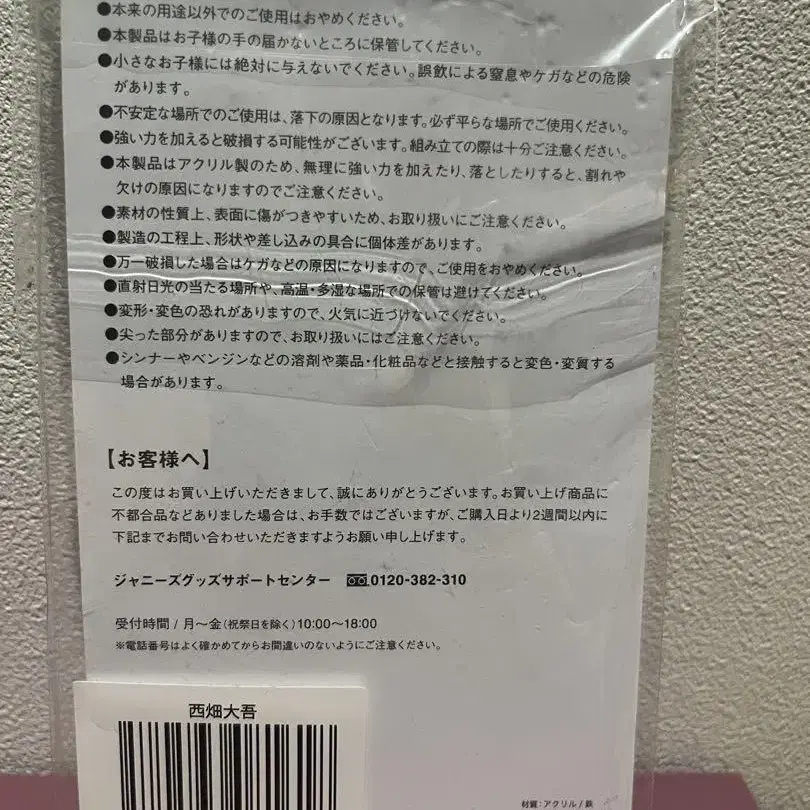 ●本来の用途以外でのご使用はおやめください。
●本製品はお子様の手の届かないところに保管してください。
●小さなお子様には絶対に与えないでください。誤飲による窒息やケガなどの危険
があります。
●不安定な場所でのご使用は、落下の原因となります。必ず平らな場所でご使用ください。
●強い力を加えると破損する可能性がございます。組み立ての際は十分ご注意ください。
●本製品はアクリル製のため、無理に強い力を加えたり、落としたりすると、割れや
欠けの原因になりますのでご注意ください。
●素材の性質上、表面に傷がつきやすいため、お取り扱いにご注意ください。
●製造の工程上、形状や差し込みの具合に個体差があります。
●万一破損した場合はケガなどの原因になりますので、ご使用をおやめください。
●直射日光の当たる場所や、高温・多湿な場所での保管は避けてください。
●変形・変色の恐れがありますので、火気に近づけないでください。
●尖った部分がありますので、お取り扱いにはご注意ください。
●シンナーやベンジンなどの溶剤や薬品・化粧品などと接触すると変色・変質する
場合があります。
【お客様へ】
この度はお買い上げいただきまして、誠にありがとうございます。お買い上げ商品に
不都合品などありました場合は、お手数ではございますが、ご購入日より2週間以内に
下記までお問い合わせいただきますようお願い申し上げます。
ジャニーズグッズサポートセンター 0120-382-310
受付時間 / 月～金(祝祭日を除く)10:00～18:00
※電話番号はよく確かめてからお間違いのないようにご注意ください。
西畑大吾
材質：アクリル / 鉄